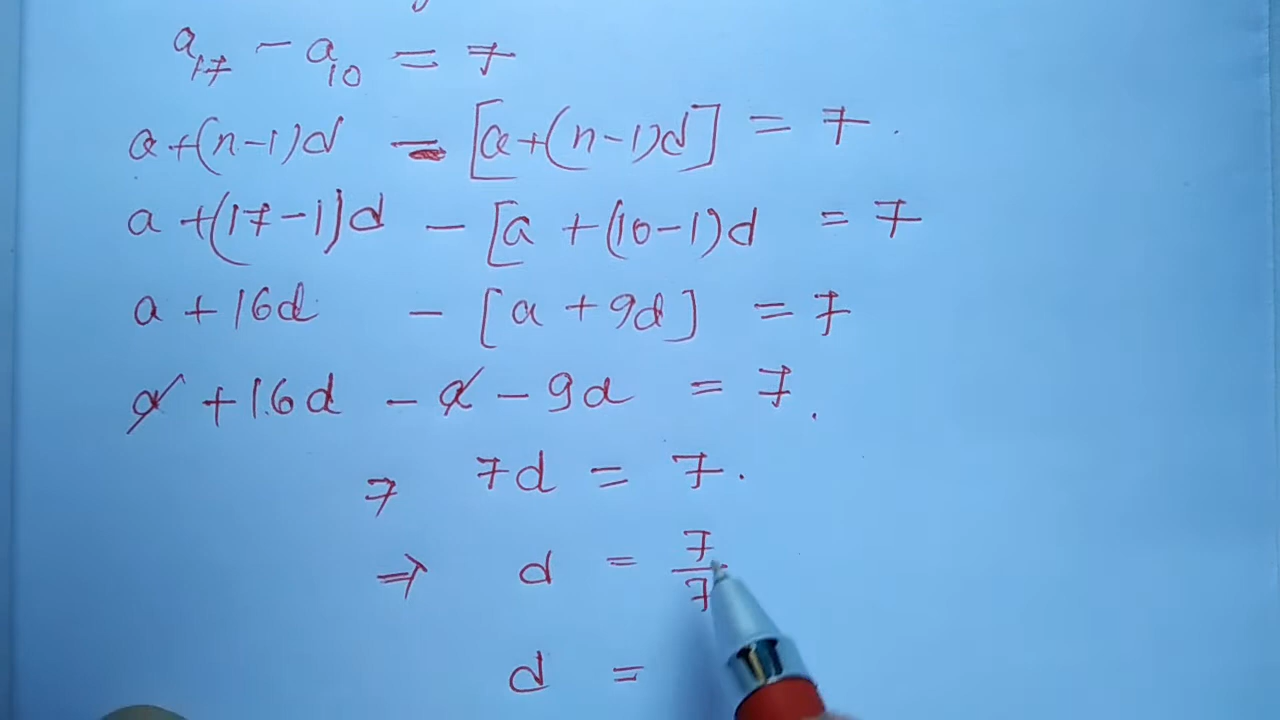 a₁₇ - a₁₀ = 7
a+(n-1)d - [a+(n-1)d] = 7.
a+(17-1)d - [a+(10-1)d = 7
a+16d - [a+9d] = 7
a+16d - a - 9d = 7.
⇒ 7d = 7.
⇒ d = 7/7
d =